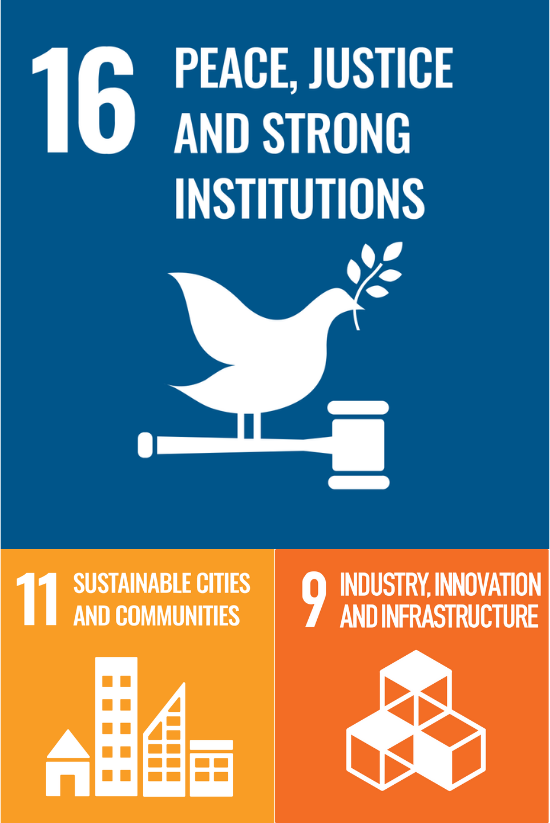 16
PEACE, JUSTICE
AND STRONG
INSTITUTIONS
11
SUSTAINABLE CITIES
AND COMMUNITIES
9
INDUSTRY, INNOVATION
AND INFRASTRUCTURE